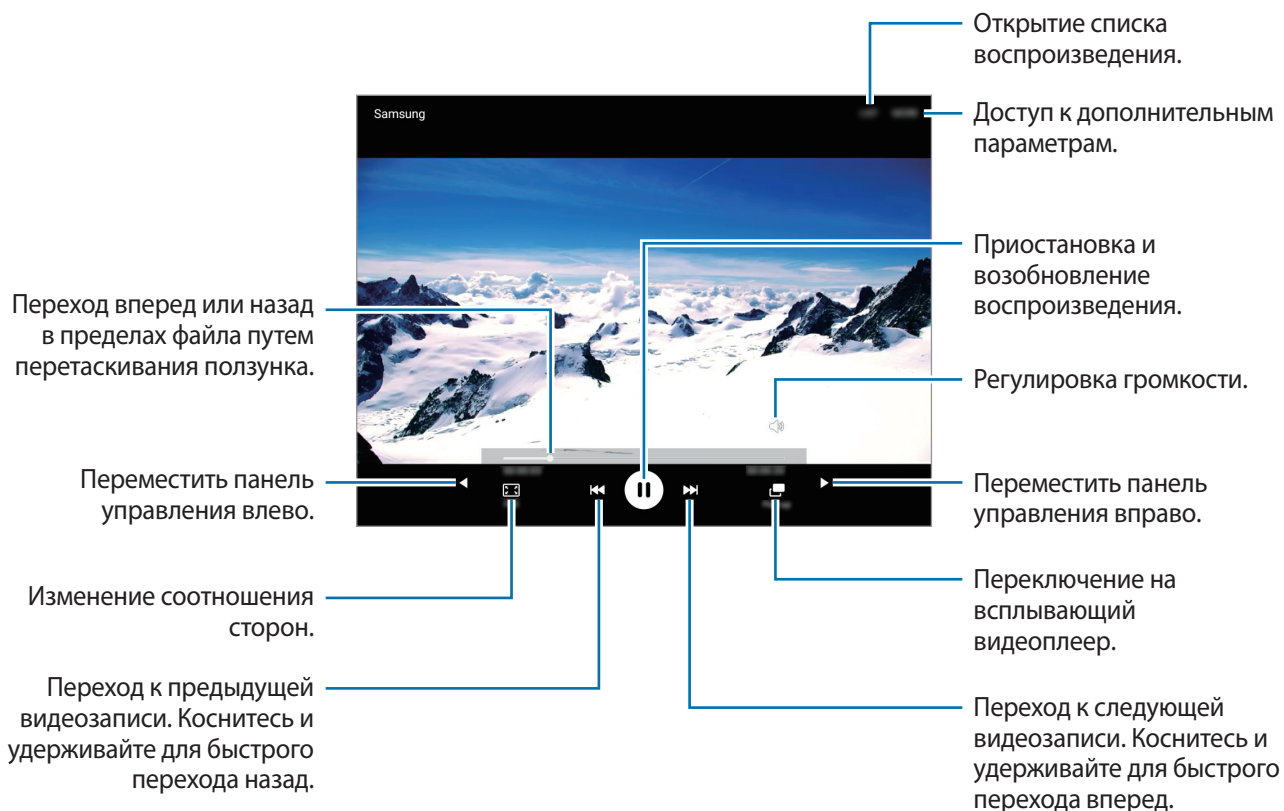 Открытие списка
воспроизведения.
Samsung
Доступ к дополнительным
параметрам.
Приостановка и
возобновление
воспроизведения.
Переход вперед или назад
в пределах файла путем
перетаскивания ползунка.
Регулировка громкости.
Переместить панель
управления влево.
Переместить панель
управления вправо.
Изменение соотношения
сторон.
Переключение на
всплывающий
видеоплеер.
Переход к предыдущей
видеозаписи. Коснитесь и
удерживайте для быстрого
перехода назад.
Переход к следующей
видеозаписи. Коснитесь и
удерживайте для быстрого
перехода вперед.